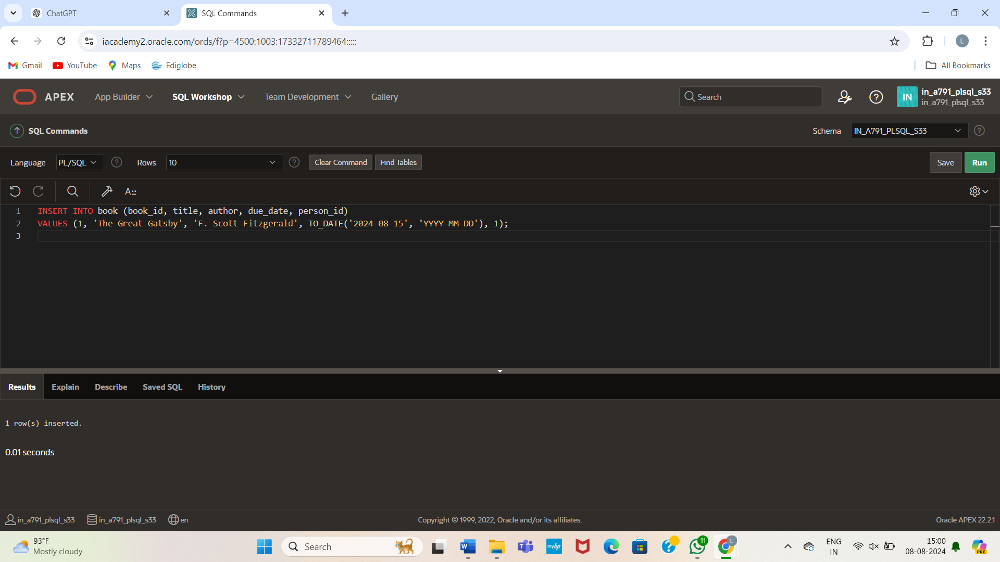 ChatGPT
SQL Commands
iacademy2.oracle.com/ords/f?p=4500:1003:17332711789464:::::
L
Gmail
YouTube
Maps
Ediglobe
All Bookmarks
APEX
App Builder
SQL Workshop
Team Development
Gallery
Search
IN
in_a791_plsql_s33
in_a791_plsql_s33
SQL Commands
Schema
IN_A791_PLSQL_S33
Language
PL/SQL
Rows
10
Clear Command
Find Tables
Save
Run
A::
1 INSERT INTO book (book_id, title, author, due_date, person_id)
2 VALUES (1, 'The Great Gatsby', 'F. Scott Fitzgerald', TO_DATE('2024-08-15', 'YYYY-MM-DD'), 1);
3
Results
Explain
Describe
Saved SQL
History
1 row(s) inserted.
0.01 seconds
in_a791_plsql_s33
in_a791_plsql_s33
en
Copyright © 1999, 2022, Oracle and/or its affiliates.
Oracle APEX 22.2.1
93°F
Mostly cloudy
Search
W
myhp
11
L
ENG
IN
15:00
08-08-2024
PRE